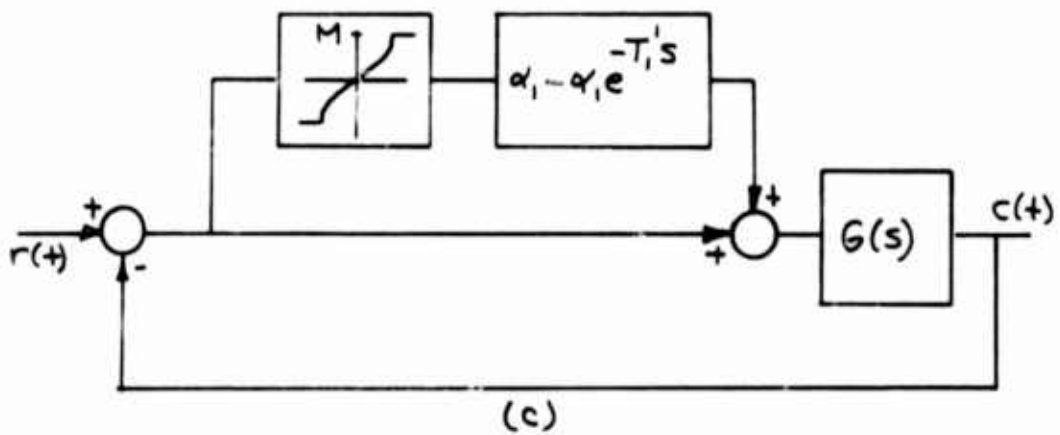 M
α₁ - α₁e^{-T₁'s}
+
r(t)
-
+
+
G(s)
c(t)
(c)